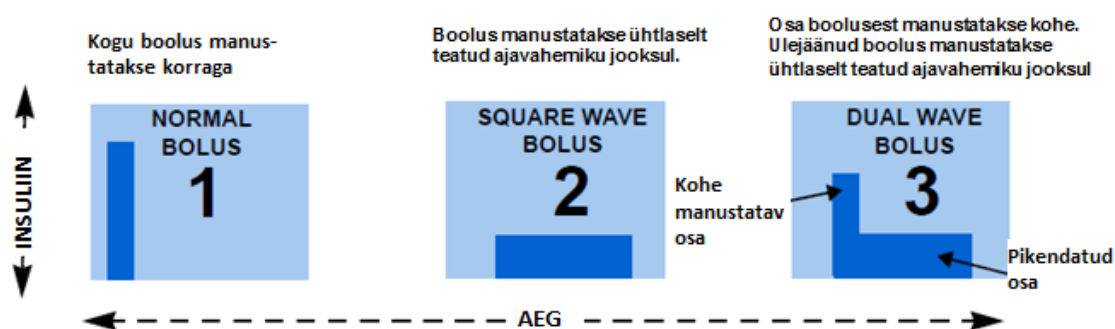 Kogu boolus manus-
tatakse korraga
Boolus manustatakse ühtlaselt
teatud ajavahemiku jooksul.
Osa boolusest manustatakse kohe.
Ulejäänud boolus manustatakse
ühtlaselt teatud ajavahemiku jooksul
INSULIIN
NORMAL
BOLUS
1
SQUARE WAVE
BOLUS
2
DUAL WAVE
BOLUS
3
Kohe
manustatav
osa
Pikendatud
osa
AEG